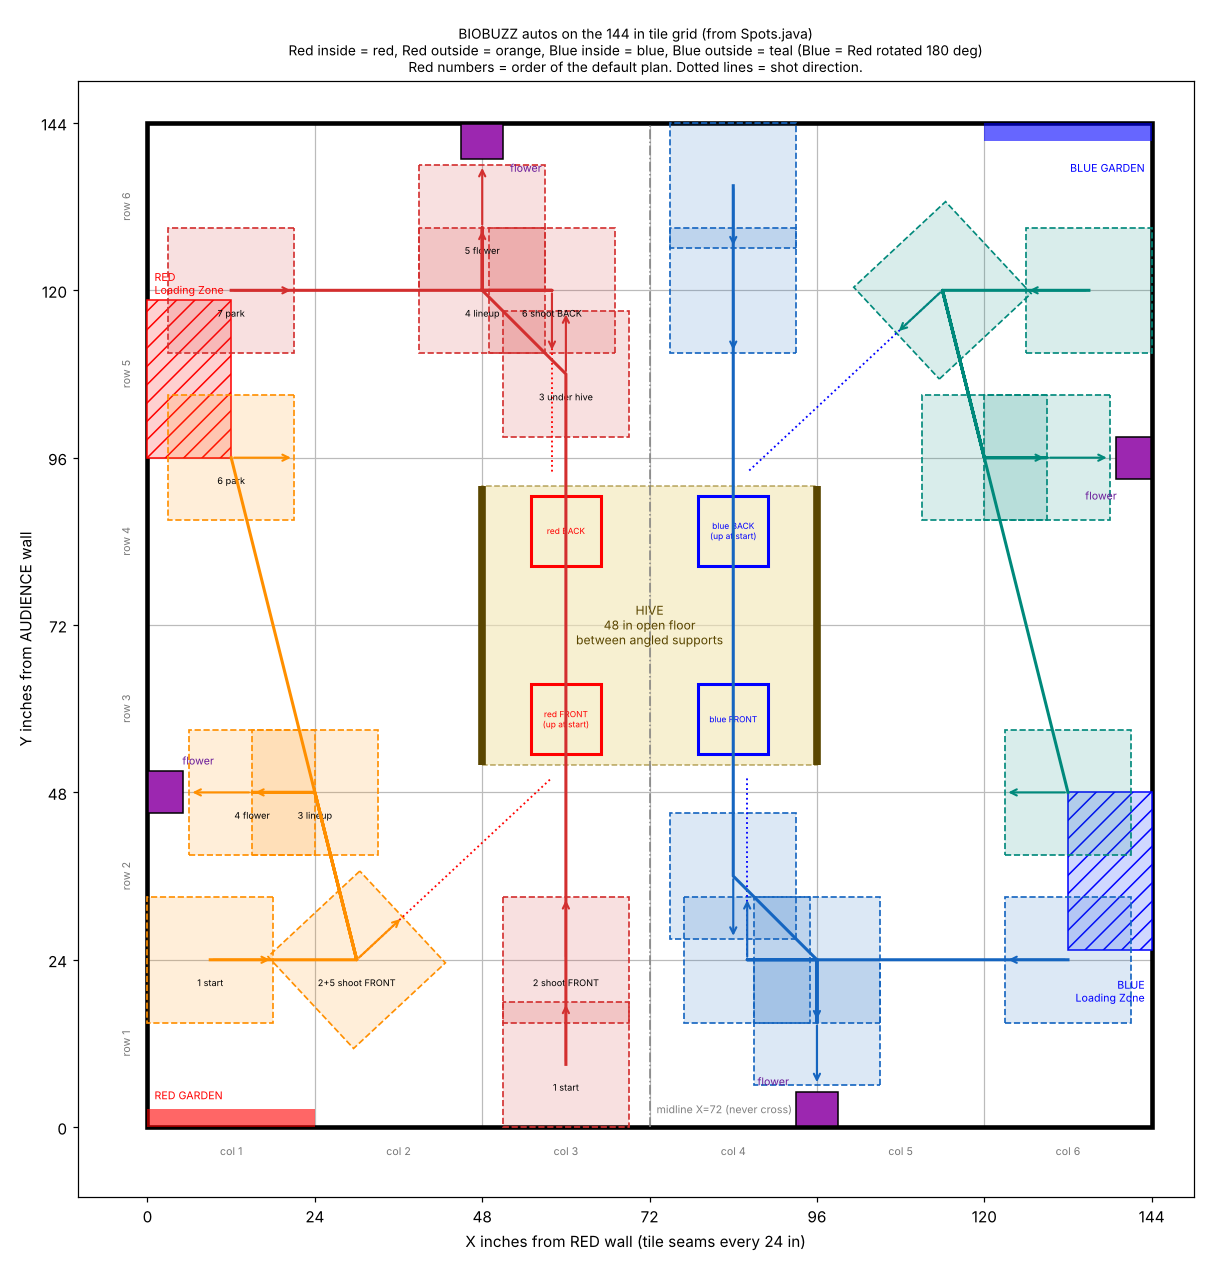 BIOBUZZ autos on the 144 in tile grid (from Spots.java)
Red inside = red, Red outside = orange, Blue inside = blue, Blue outside = teal (Blue = Red rotated 180 deg)
Red numbers = order of the default plan. Dotted lines = shot direction.
144
120
96
72
48
24
0
Y inches from AUDIENCE wall
row 6
row 5
row 4
row 3
row 2
row 1
flower
BLUE GARDEN
5 flower
RED
Loading Zone
7 park
4 lineup
6 shoot BACK
3 under hive
6 park
flower
red BACK
blue BACK
(up at start)
HIVE
48 in open floor
between angled supports
red FRONT
(up at start)
blue FRONT
flower
4 flower
3 lineup
1 start
2+5 shoot FRONT
2 shoot FRONT
BLUE
Loading Zone
RED GARDEN
1 start
flower
midline X=72 (never cross)
col 1
col 2
col 3
col 4
col 5
col 6
0
24
48
72
96
120
144
X inches from RED wall (tile seams every 24 in)